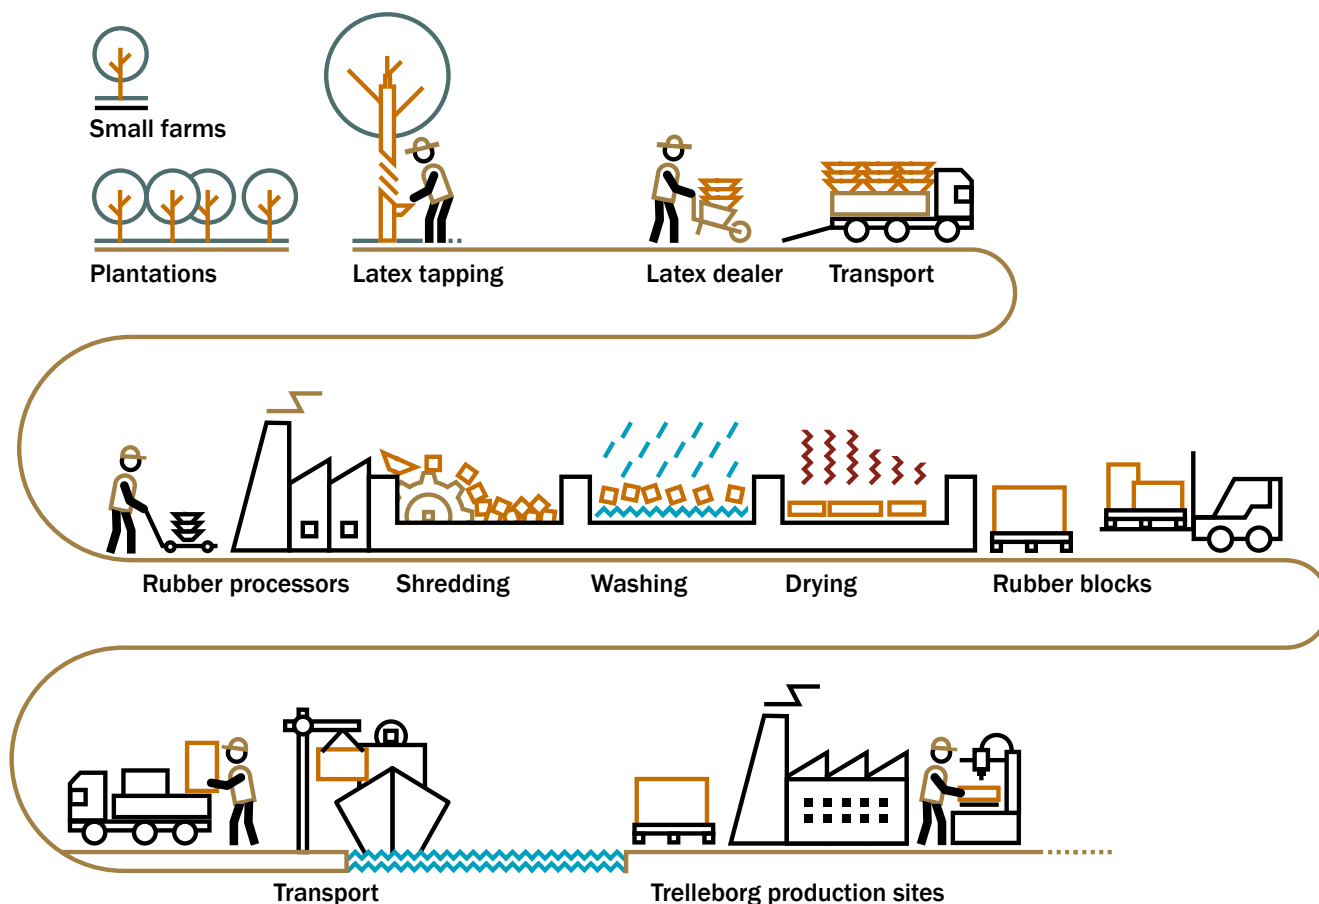 Small farms
Plantations
Latex tapping
Latex dealer
Transport
Rubber processors
Shredding
Washing
Drying
Rubber blocks
Transport
Trelleborg production sites